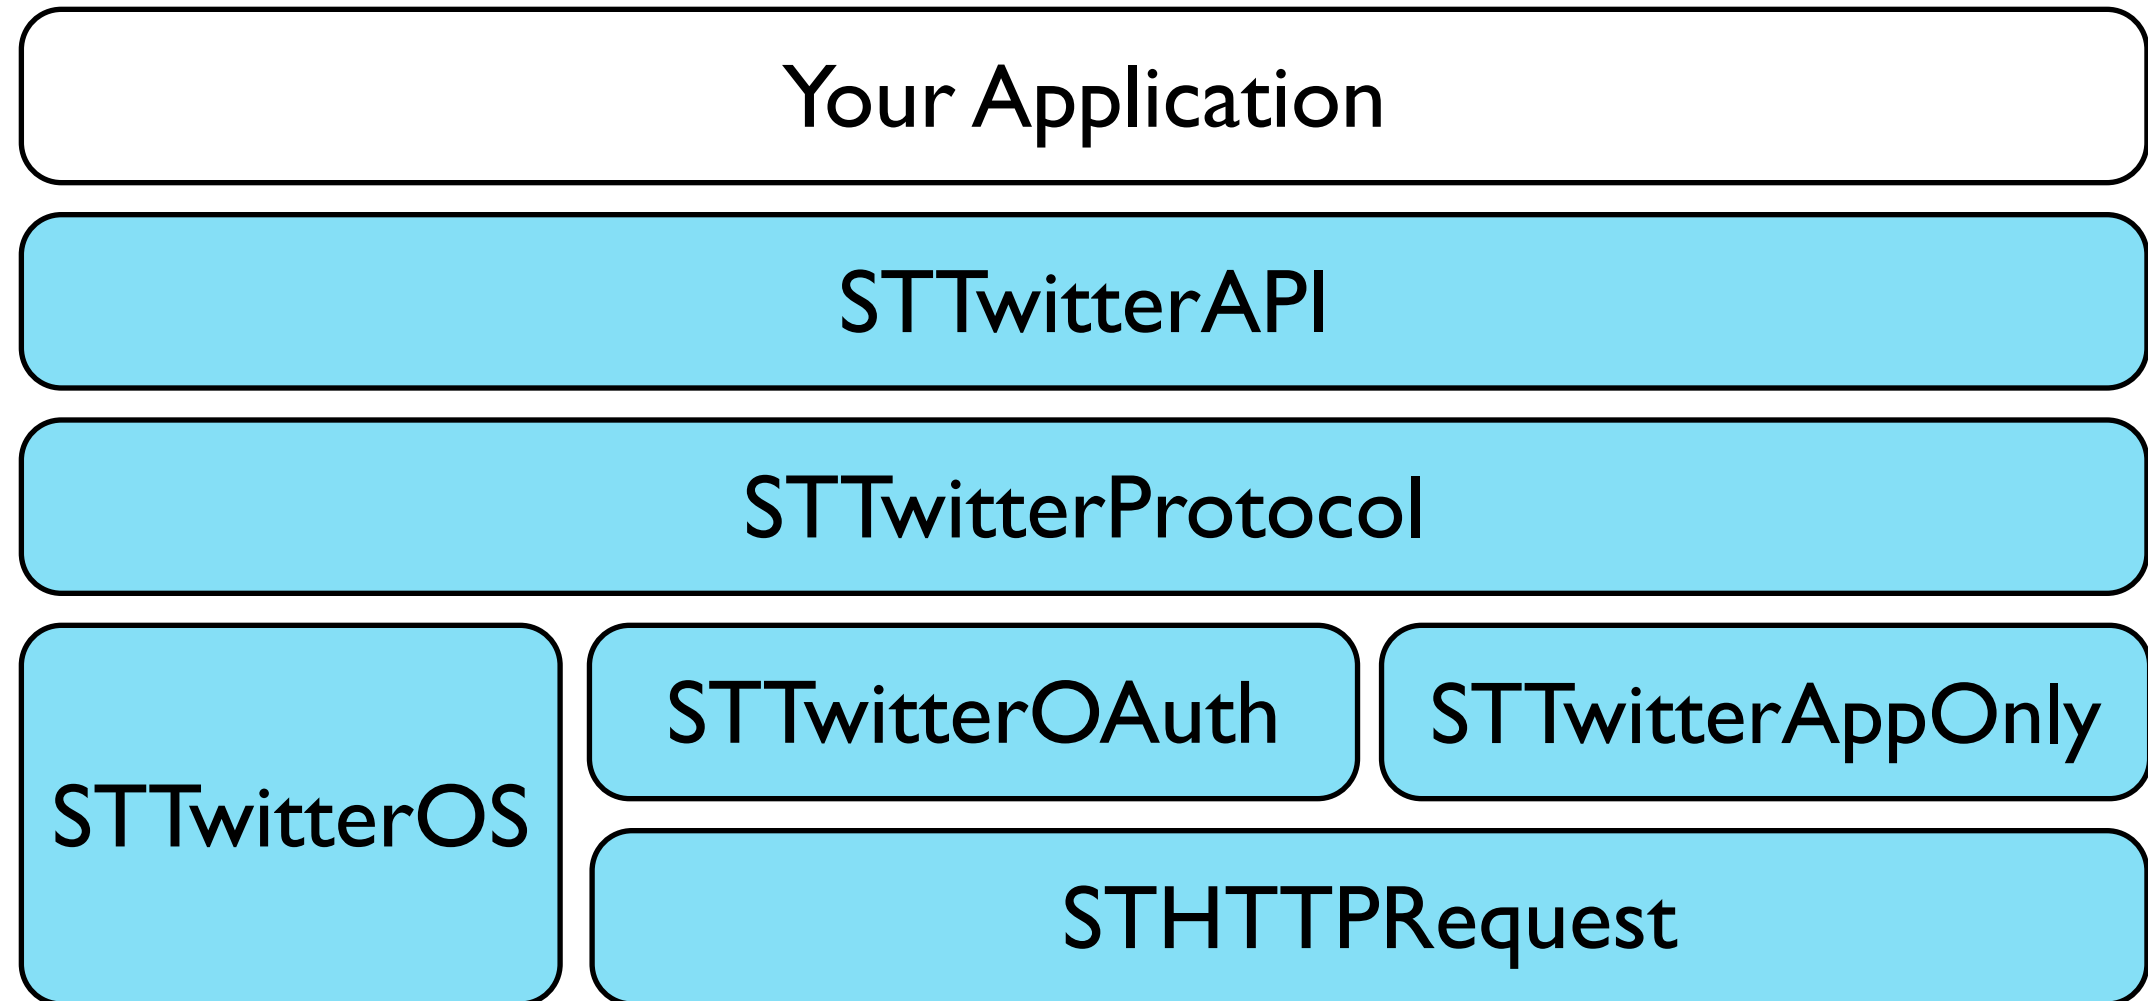 Your Application
STTwitterAPI
STTwitterProtocol
STTwitterOAuth
STTwitterAppOnly
STTwitterOS
STHTTPRequest